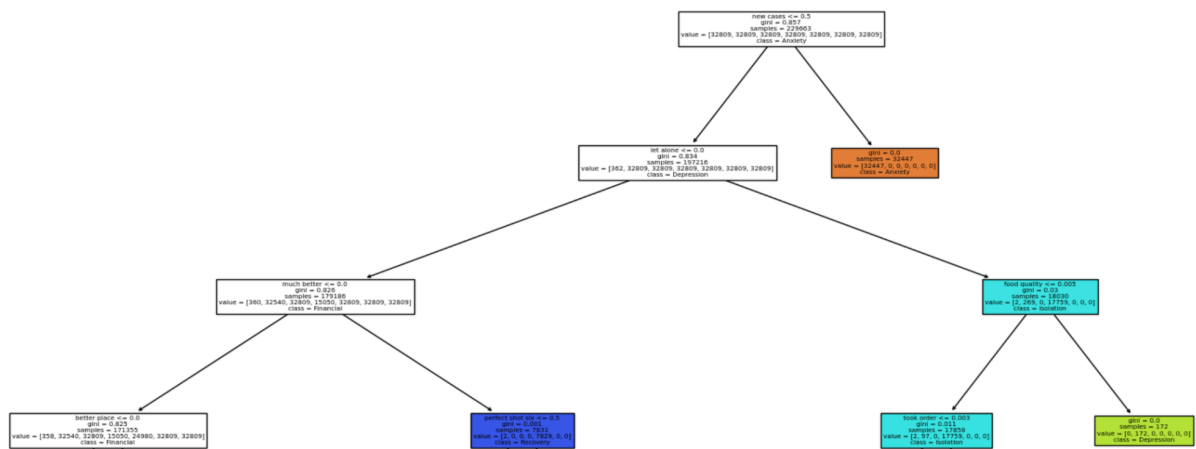 new cases <= 0.5
gini = 0.857
samples = 229663
value = [32809, 32809, 32809, 32809, 32809, 32809, 32809]
class = Anxiety
let alone <= 0.0
gini = 0.834
samples = 197216
value = [362, 32809, 32809, 32809, 32809, 32809, 32809]
class = Depression
gini = 0.0
samples = 32447
value = [32447, 0, 0, 0, 0, 0, 0]
class = Anxiety
much better <= 0.0
gini = 0.826
samples = 179186
value = [360, 32540, 32809, 15050, 32809, 32809, 32809]
class = Financial
food quality <= 0.005
gini = 0.03
samples = 18030
value = [2, 269, 0, 17759, 0, 0, 0]
class = Isolation
better place <= 0.0
gini = 0.825
samples = 171355
value = [358, 32540, 32809, 15050, 24980, 32809, 32809]
class = Financial
perfect shot six <= 0.5
gini = 0.001
samples = 7831
value = [2, 0, 0, 0, 7829, 0, 0]
class = Recovery
took order <= 0.003
gini = 0.011
samples = 17858
value = [2, 97, 0, 17759, 0, 0, 0]
class = Isolation
gini = 0.0
samples = 172
value = [0, 172, 0, 0, 0, 0, 0]
class = Depression